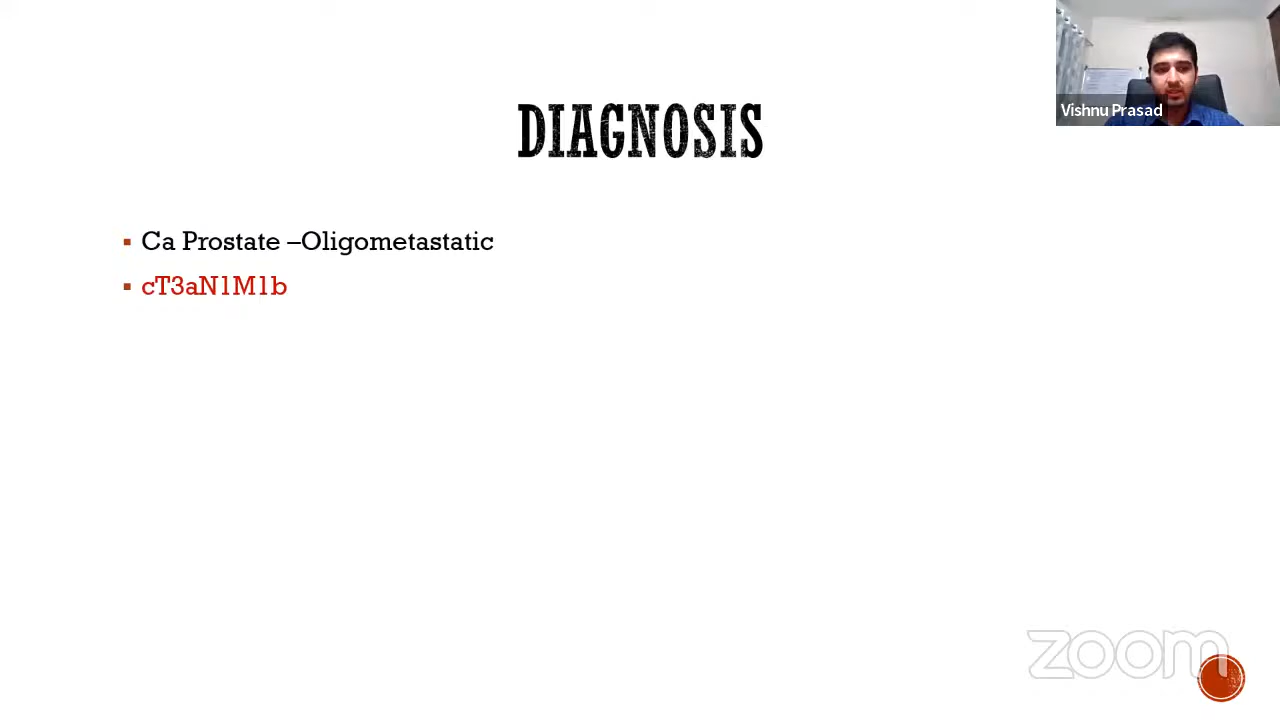 Vishnu Prasad
DIAGNOSIS
▪ Ca Prostate –Oligometastatic
▪ cT3aN1M1b
zoom